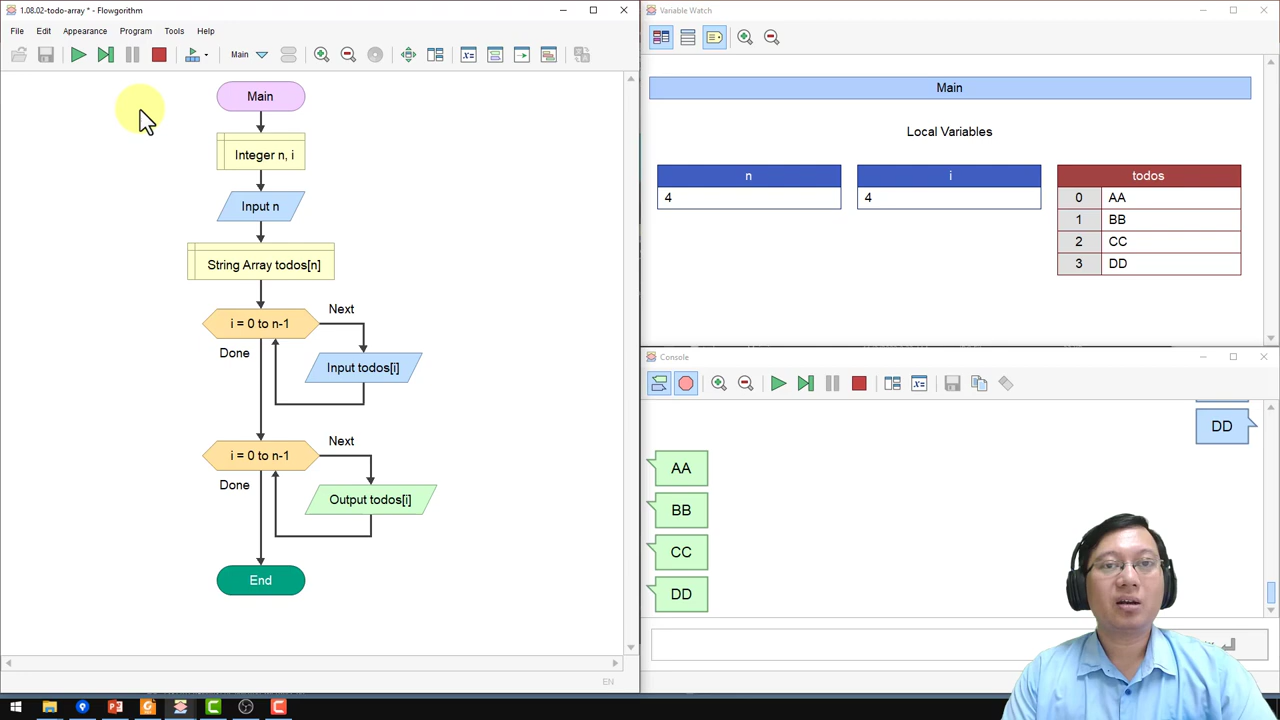 1.08.02-todo-array * - Flowgorithm
File Edit Appearance Program Tools Help
Main
Main
Integer n, i
Input n
String Array todos[n]
i = 0 to n-1
Next
Done
Input todos[i]
i = 0 to n-1
Next
Done
Output todos[i]
End
EN
Variable Watch
Main
Local Variables
n i todos
4 4 0 AA
1 BB
2 CC
3 DD
Console
DD
AA
BB
CC
DD